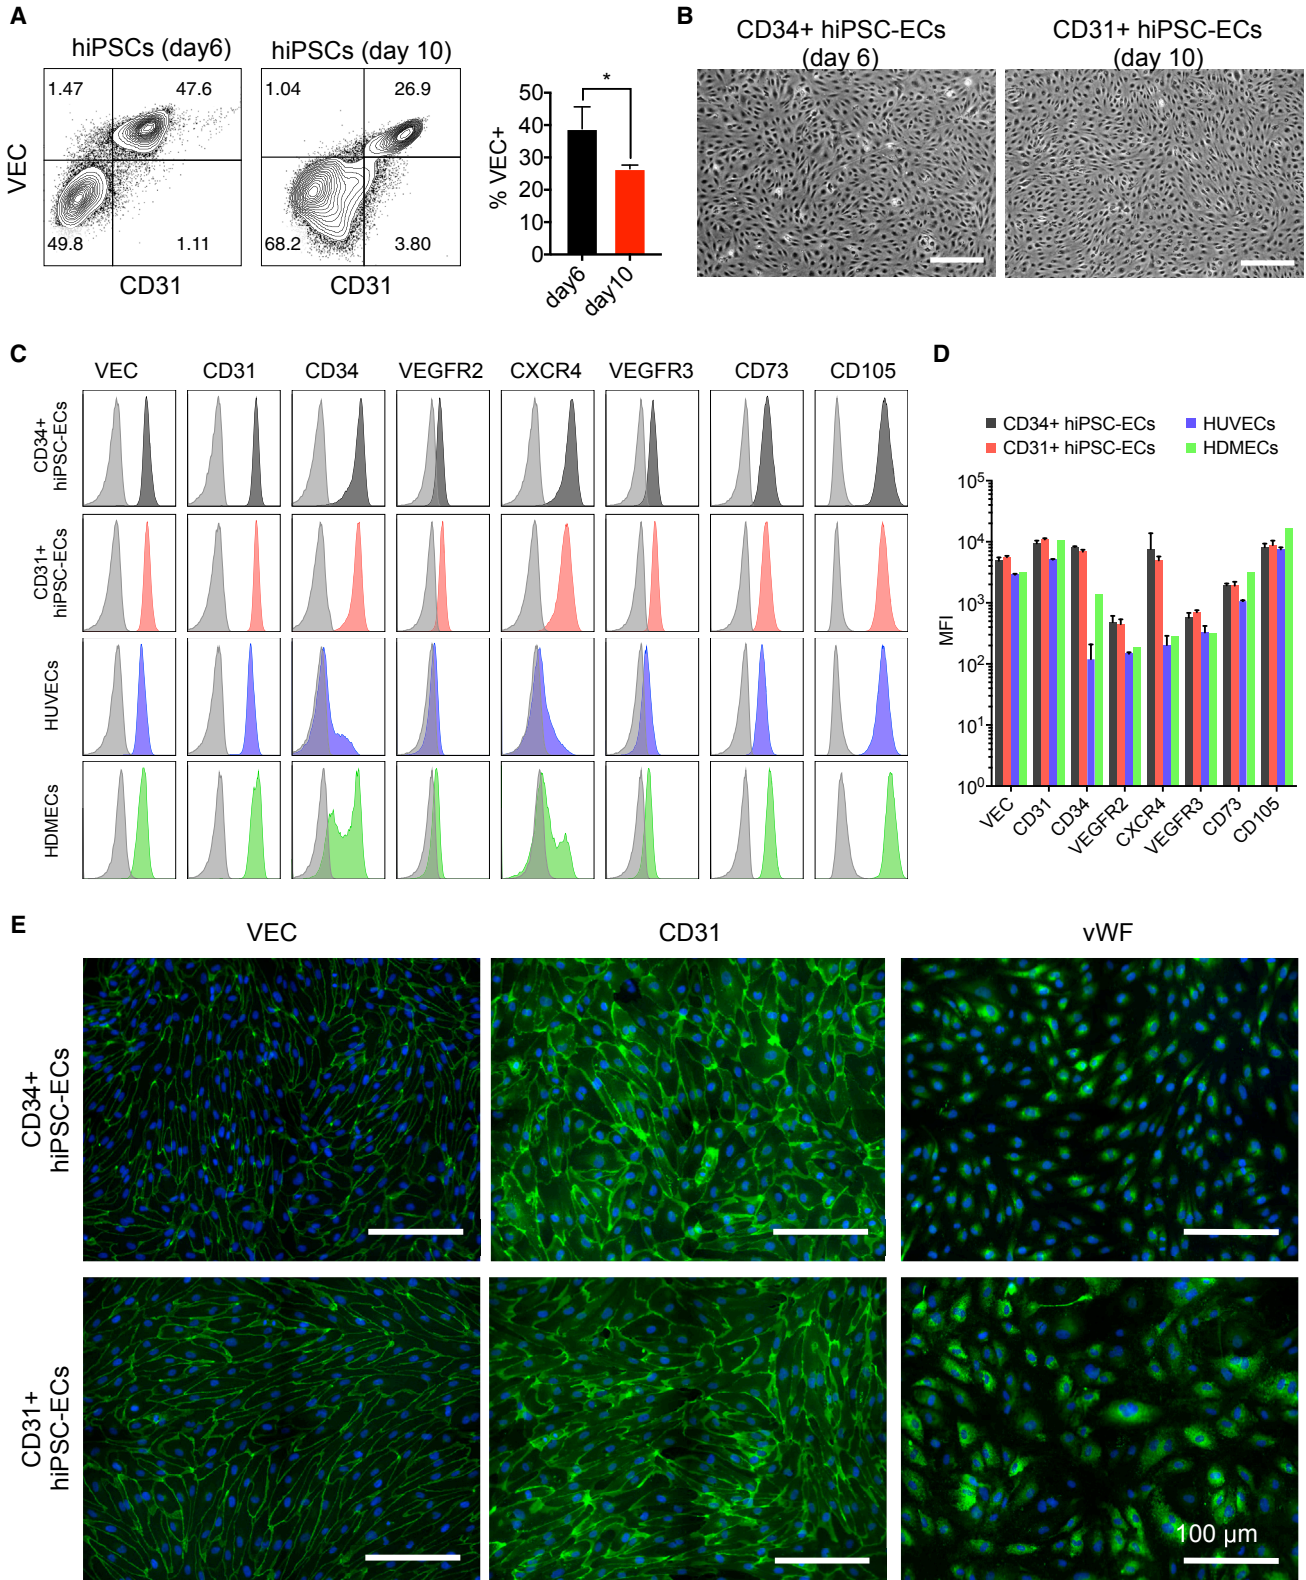 A
hiPSCs (day6)
hiPSCs (day 10)
1.47
47.6
49.8
1.11
VEC
CD31
1.04
26.9
68.2
3.80
CD31
*
50
40
30
20
10
0
% VEC+
day6
day10
B
CD34+ hiPSC-ECs
(day 6)
CD31+ hiPSC-ECs
(day 10)
C
VEC
CD31
CD34
VEGFR2
CXCR4
VEGFR3
CD73
CD105
CD34+
hiPSC-ECs
CD31+
hiPSC-ECs
HUVECs
HDMECs
D
CD34+ hiPSC-ECs
CD31+ hiPSC-ECs
HUVECs
HDMECs
10⁵
10⁴
10³
10²
10¹
10⁰
MFI
VEC
CD31
CD34
VEGFR2
CXCR4
VEGFR3
CD73
CD105
E
VEC
CD31
vWF
CD34+
hiPSC-ECs
CD31+
hiPSC-ECs
100 µm